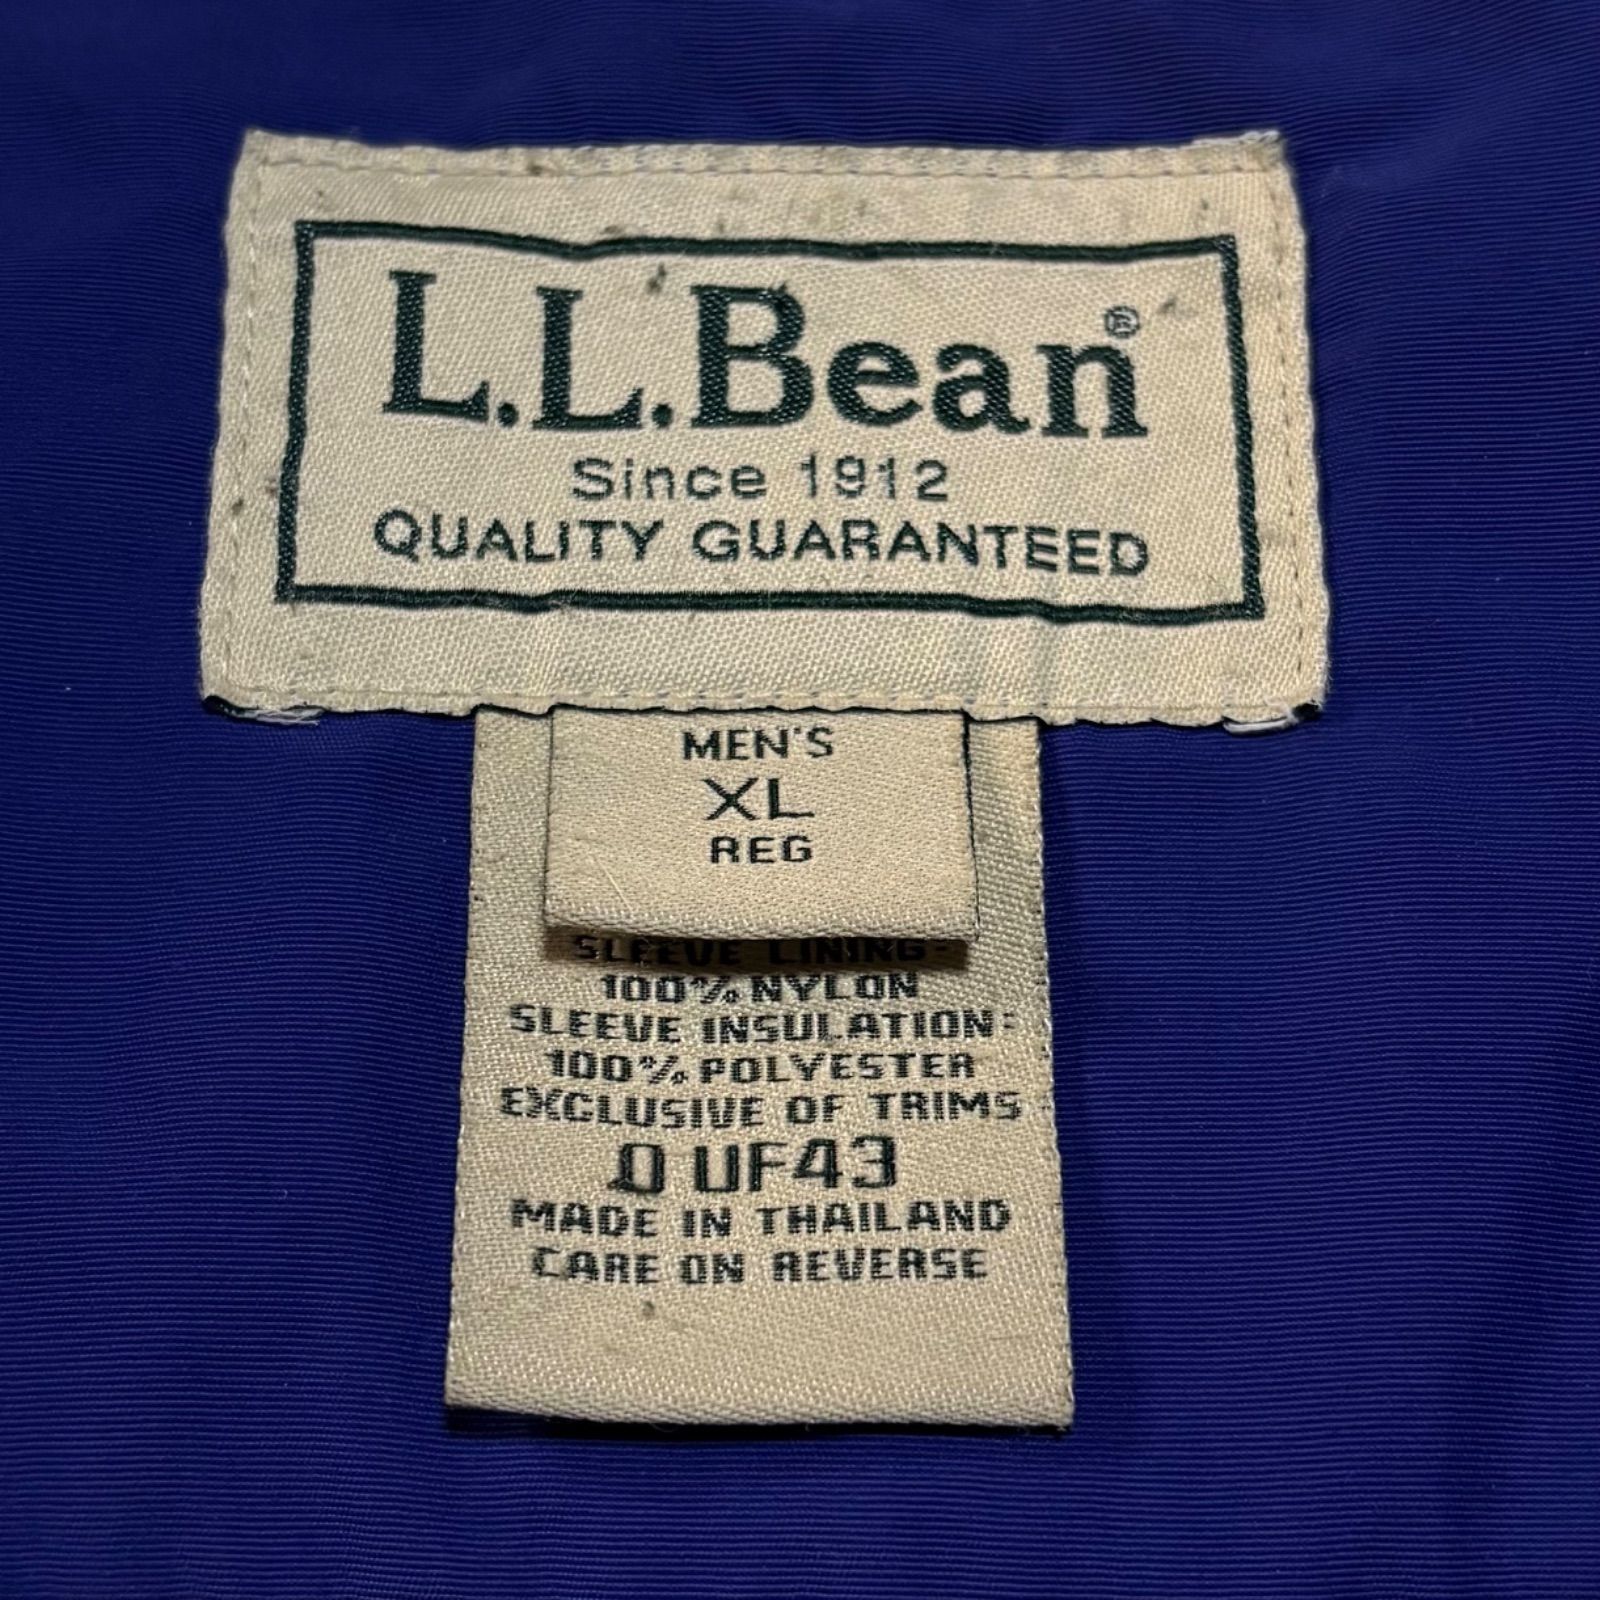 L.L.Bean®
Since 1912
QUALITY GUARANTEED
MEN'S
XL
REG
SLEEVE LINING:
100% NYLON
SLEEVE INSULATION:
100% POLYESTER
EXCLUSIVE OF TRIMS
0 UF43
MADE IN THAILAND
CARE ON REVERSE